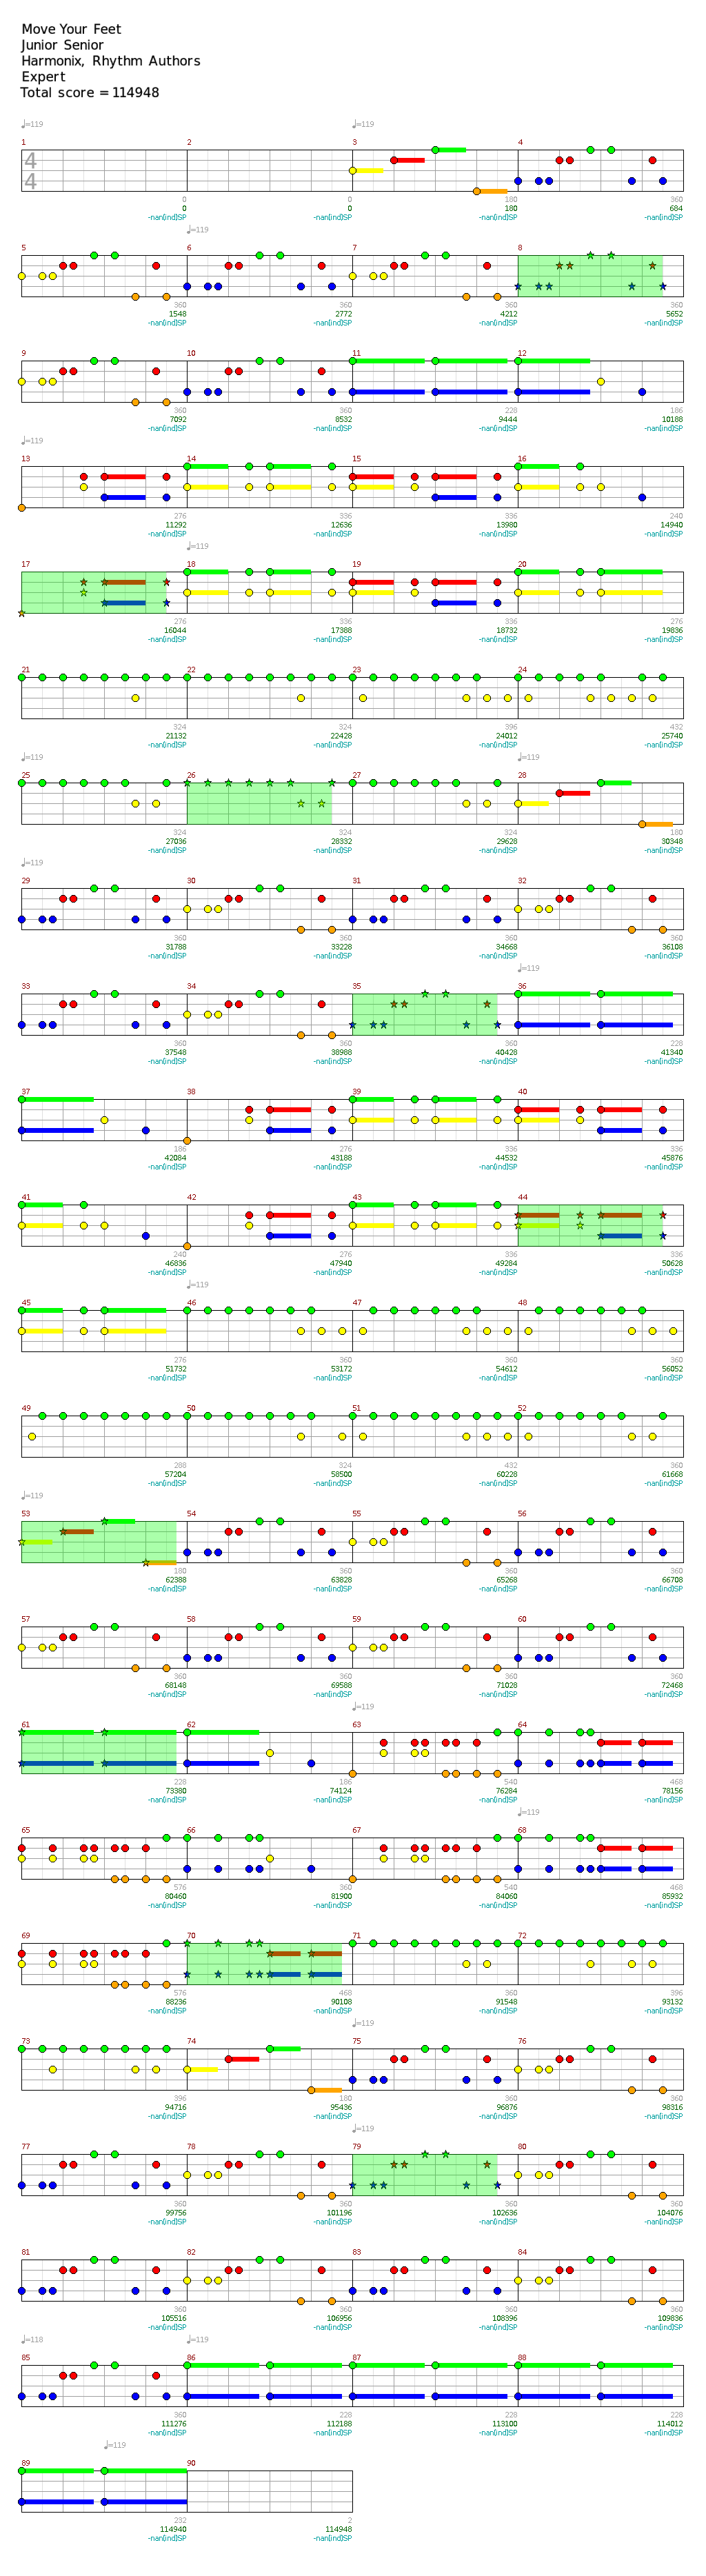 Move Your Feet
Junior Senior
Harmonix, Rhythm Authors
Expert
Total score = 114948
♩=119 ♩=119
1 2 3 4
4
4
0 0 180 360
0 0 180 684
-nan(ind)SP -nan(ind)SP -nan(ind)SP -nan(ind)SP
♩=119
5 6 7 8
360 360 360 360
1548 2772 4212 5652
-nan(ind)SP -nan(ind)SP -nan(ind)SP -nan(ind)SP
9 10 11 12
360 360 228 186
7092 8532 9444 10188
-nan(ind)SP -nan(ind)SP -nan(ind)SP -nan(ind)SP
♩=119
13 14 15 16
276 336 336 240
11292 12636 13980 14940
-nan(ind)SP -nan(ind)SP -nan(ind)SP -nan(ind)SP
♩=119
17 18 19 20
276 336 336 276
16044 17388 18732 19836
-nan(ind)SP -nan(ind)SP -nan(ind)SP -nan(ind)SP
21 22 23 24
324 324 396 432
21132 22428 24012 25740
-nan(ind)SP -nan(ind)SP -nan(ind)SP -nan(ind)SP
♩=119 ♩=119
25 26 27 28
324 324 324 180
27036 28332 29628 30348
-nan(ind)SP -nan(ind)SP -nan(ind)SP -nan(ind)SP
♩=119
29 30 31 32
360 360 360 360
31788 33228 34668 36108
-nan(ind)SP -nan(ind)SP -nan(ind)SP -nan(ind)SP
♩=119
33 34 35 36
360 360 360 228
37548 38988 40428 41340
-nan(ind)SP -nan(ind)SP -nan(ind)SP -nan(ind)SP
37 38 39 40
186 276 336 336
42084 43188 44532 45876
-nan(ind)SP -nan(ind)SP -nan(ind)SP -nan(ind)SP
41 42 43 44
240 276 336 336
46836 47940 49284 50628
-nan(ind)SP -nan(ind)SP -nan(ind)SP -nan(ind)SP
♩=119
45 46 47 48
276 360 360 360
51732 53172 54612 56052
-nan(ind)SP -nan(ind)SP -nan(ind)SP -nan(ind)SP
49 50 51 52
288 324 432 360
57204 58500 60228 61668
-nan(ind)SP -nan(ind)SP -nan(ind)SP -nan(ind)SP
♩=119
53 54 55 56
180 360 360 360
62388 63828 65268 66708
-nan(ind)SP -nan(ind)SP -nan(ind)SP -nan(ind)SP
57 58 59 60
360 360 360 360
68148 69588 71028 72468
-nan(ind)SP -nan(ind)SP -nan(ind)SP -nan(ind)SP
♩=119
61 62 63 64
228 186 540 468
73380 74124 76284 78156
-nan(ind)SP -nan(ind)SP -nan(ind)SP -nan(ind)SP
♩=119
65 66 67 68
576 360 540 468
80460 81900 84060 85932
-nan(ind)SP -nan(ind)SP -nan(ind)SP -nan(ind)SP
69 70 71 72
576 468 360 396
88236 90108 91548 93132
-nan(ind)SP -nan(ind)SP -nan(ind)SP -nan(ind)SP
♩=119
73 74 75 76
396 180 360 360
94716 95436 96876 98316
-nan(ind)SP -nan(ind)SP -nan(ind)SP -nan(ind)SP
♩=119
77 78 79 80
360 360 360 360
99756 101196 102636 104076
-nan(ind)SP -nan(ind)SP -nan(ind)SP -nan(ind)SP
81 82 83 84
360 360 360 360
105516 106956 108396 109836
-nan(ind)SP -nan(ind)SP -nan(ind)SP -nan(ind)SP
♩=118 ♩=119
85 86 87 88
360 228 228 228
111276 112188 113100 114012
-nan(ind)SP -nan(ind)SP -nan(ind)SP -nan(ind)SP
♩=119
89 90
232 2
114940 114948
-nan(ind)SP -nan(ind)SP